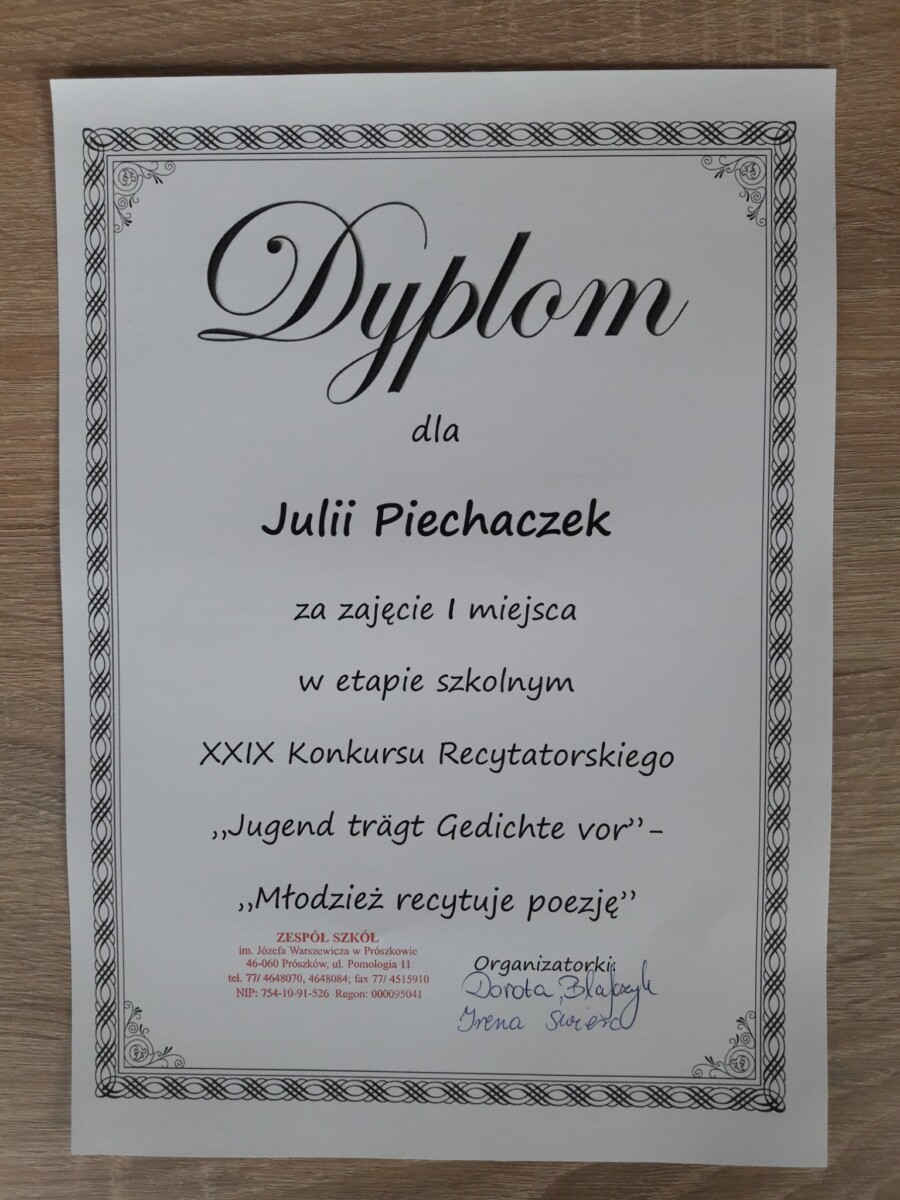 Dyplom
dla
Julii Piechaczek
za zajęcie I miejsca
w etapie szkolnym
XXIX Konkursu Recytatorskiego
„Jugend trägt Gedichte vor”-
„Młodzież recytuje poezję”
ZESPÓŁ SZKÓŁ
im. Józefa Warszewicza w Prószkowie
46-060 Prószków, ul. Pomologia 11
tel. 77/ 4648070, 4648084; fax 77/ 4515910
NIP: 754-10-91-526 Regon: 000095041
Organizatorki:
Dorota
Irena